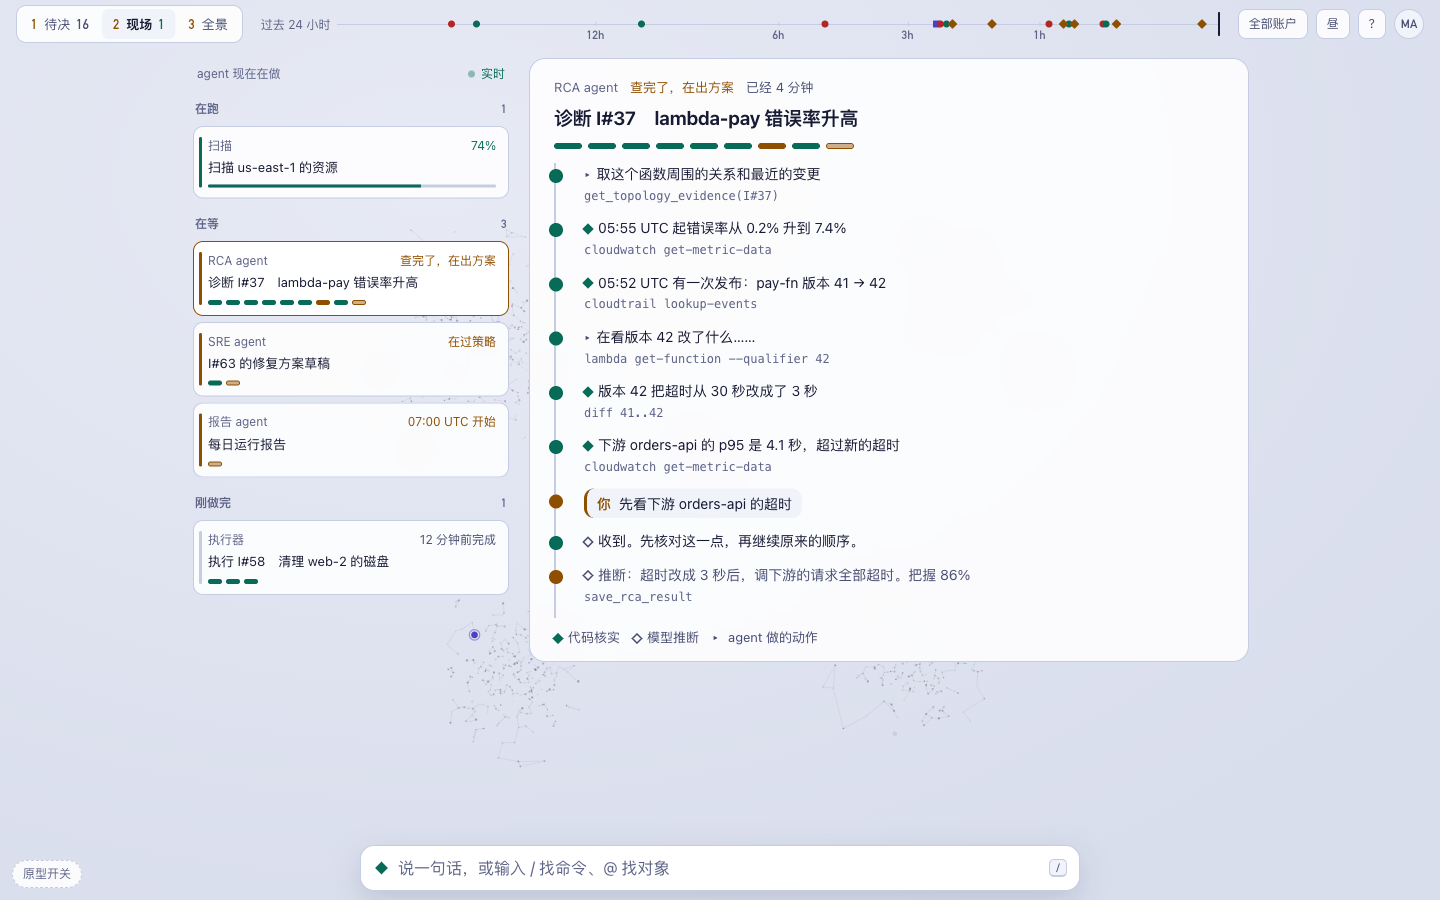 1 待决 16 2 现场 1 3 全景
过去 24 小时
12h 6h 3h 1h
全部账户 昼 ? MA
agent 现在在做 实时
在跑 1
扫描 74%
扫描 us-east-1 的资源
在等 3
RCA agent 查完了，在出方案
诊断 I#37 lambda-pay 错误率升高
SRE agent 在过策略
I#63 的修复方案草稿
报告 agent 07:00 UTC 开始
每日运行报告
刚做完 1
执行器 12 分钟前完成
执行 I#58 清理 web-2 的磁盘
RCA agent 查完了，在出方案 已经 4 分钟
诊断 I#37 lambda-pay 错误率升高
取这个函数周围的关系和最近的变更
get_topology_evidence(I#37)
05:55 UTC 起错误率从 0.2% 升到 7.4%
cloudwatch get-metric-data
05:52 UTC 有一次发布：pay-fn 版本 41 → 42
cloudtrail lookup-events
在看版本 42 改了什么……
lambda get-function --qualifier 42
版本 42 把超时从 30 秒改成了 3 秒
diff 41..42
下游 orders-api 的 p95 是 4.1 秒，超过新的超时
cloudwatch get-metric-data
你 先看下游 orders-api 的超时
收到。先核对这一点，再继续原来的顺序。
推断：超时改成 3 秒后，调下游的请求全部超时。把握 86%
save_rca_result
代码核实 模型推断 agent 做的动作
原型开关
说一句话，或输入 / 找命令、@ 找对象 /